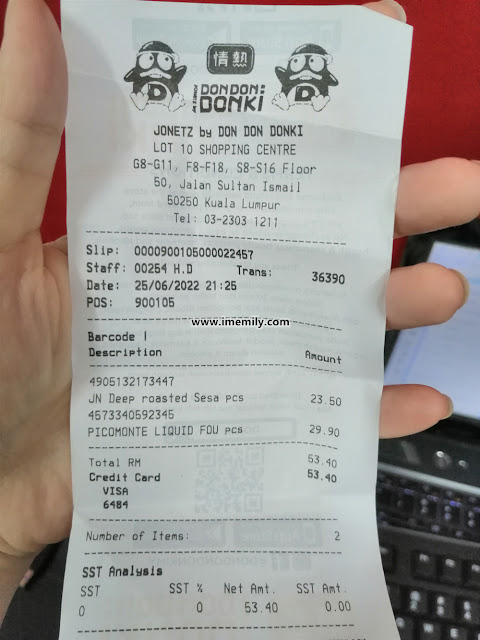 情熱
DON DON DONKI
JONETZ by DON DON DONKI
LOT 10 SHOPPING CENTRE
G8-G11, F8-F18, S8-S16 Floor
50, Jalan Sultan Ismail
50250 Kuala Lumpur
Tel: 03-2303 1211
Slip: 0000900105000022457
Staff: 00254 H.D Trans: 36390
Date: 25/06/2022 21:25
POS: 900105
www.imemily.com
Barcode |
Description Amount
4905132173447
JN Deep roasted Sesa pcs 23.50
4573340592345
PICOMONTE LIQUID FOU pcs 29.90
Total RM 53.40
Credit Card 53.40
VISA
6484
Number of Items: 2
SST Analysis
SST SST % Net Amt. SST Amt.
0 0 53.40 0.00